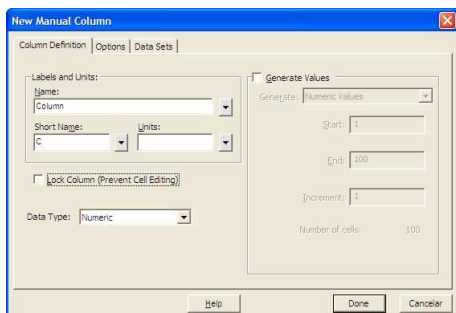 New Manual Column
Column Definition Options Data Sets
Labels and Units:
Name:
Column
Short Name: Units:
C
Lock Column (Prevent Cell Editing)
Data Type: Numeric
Generate Values
Generate: Numeric Values
Start: 1
End: 100
Increment: 1
Number of cells: 100
Help Done Cancelar